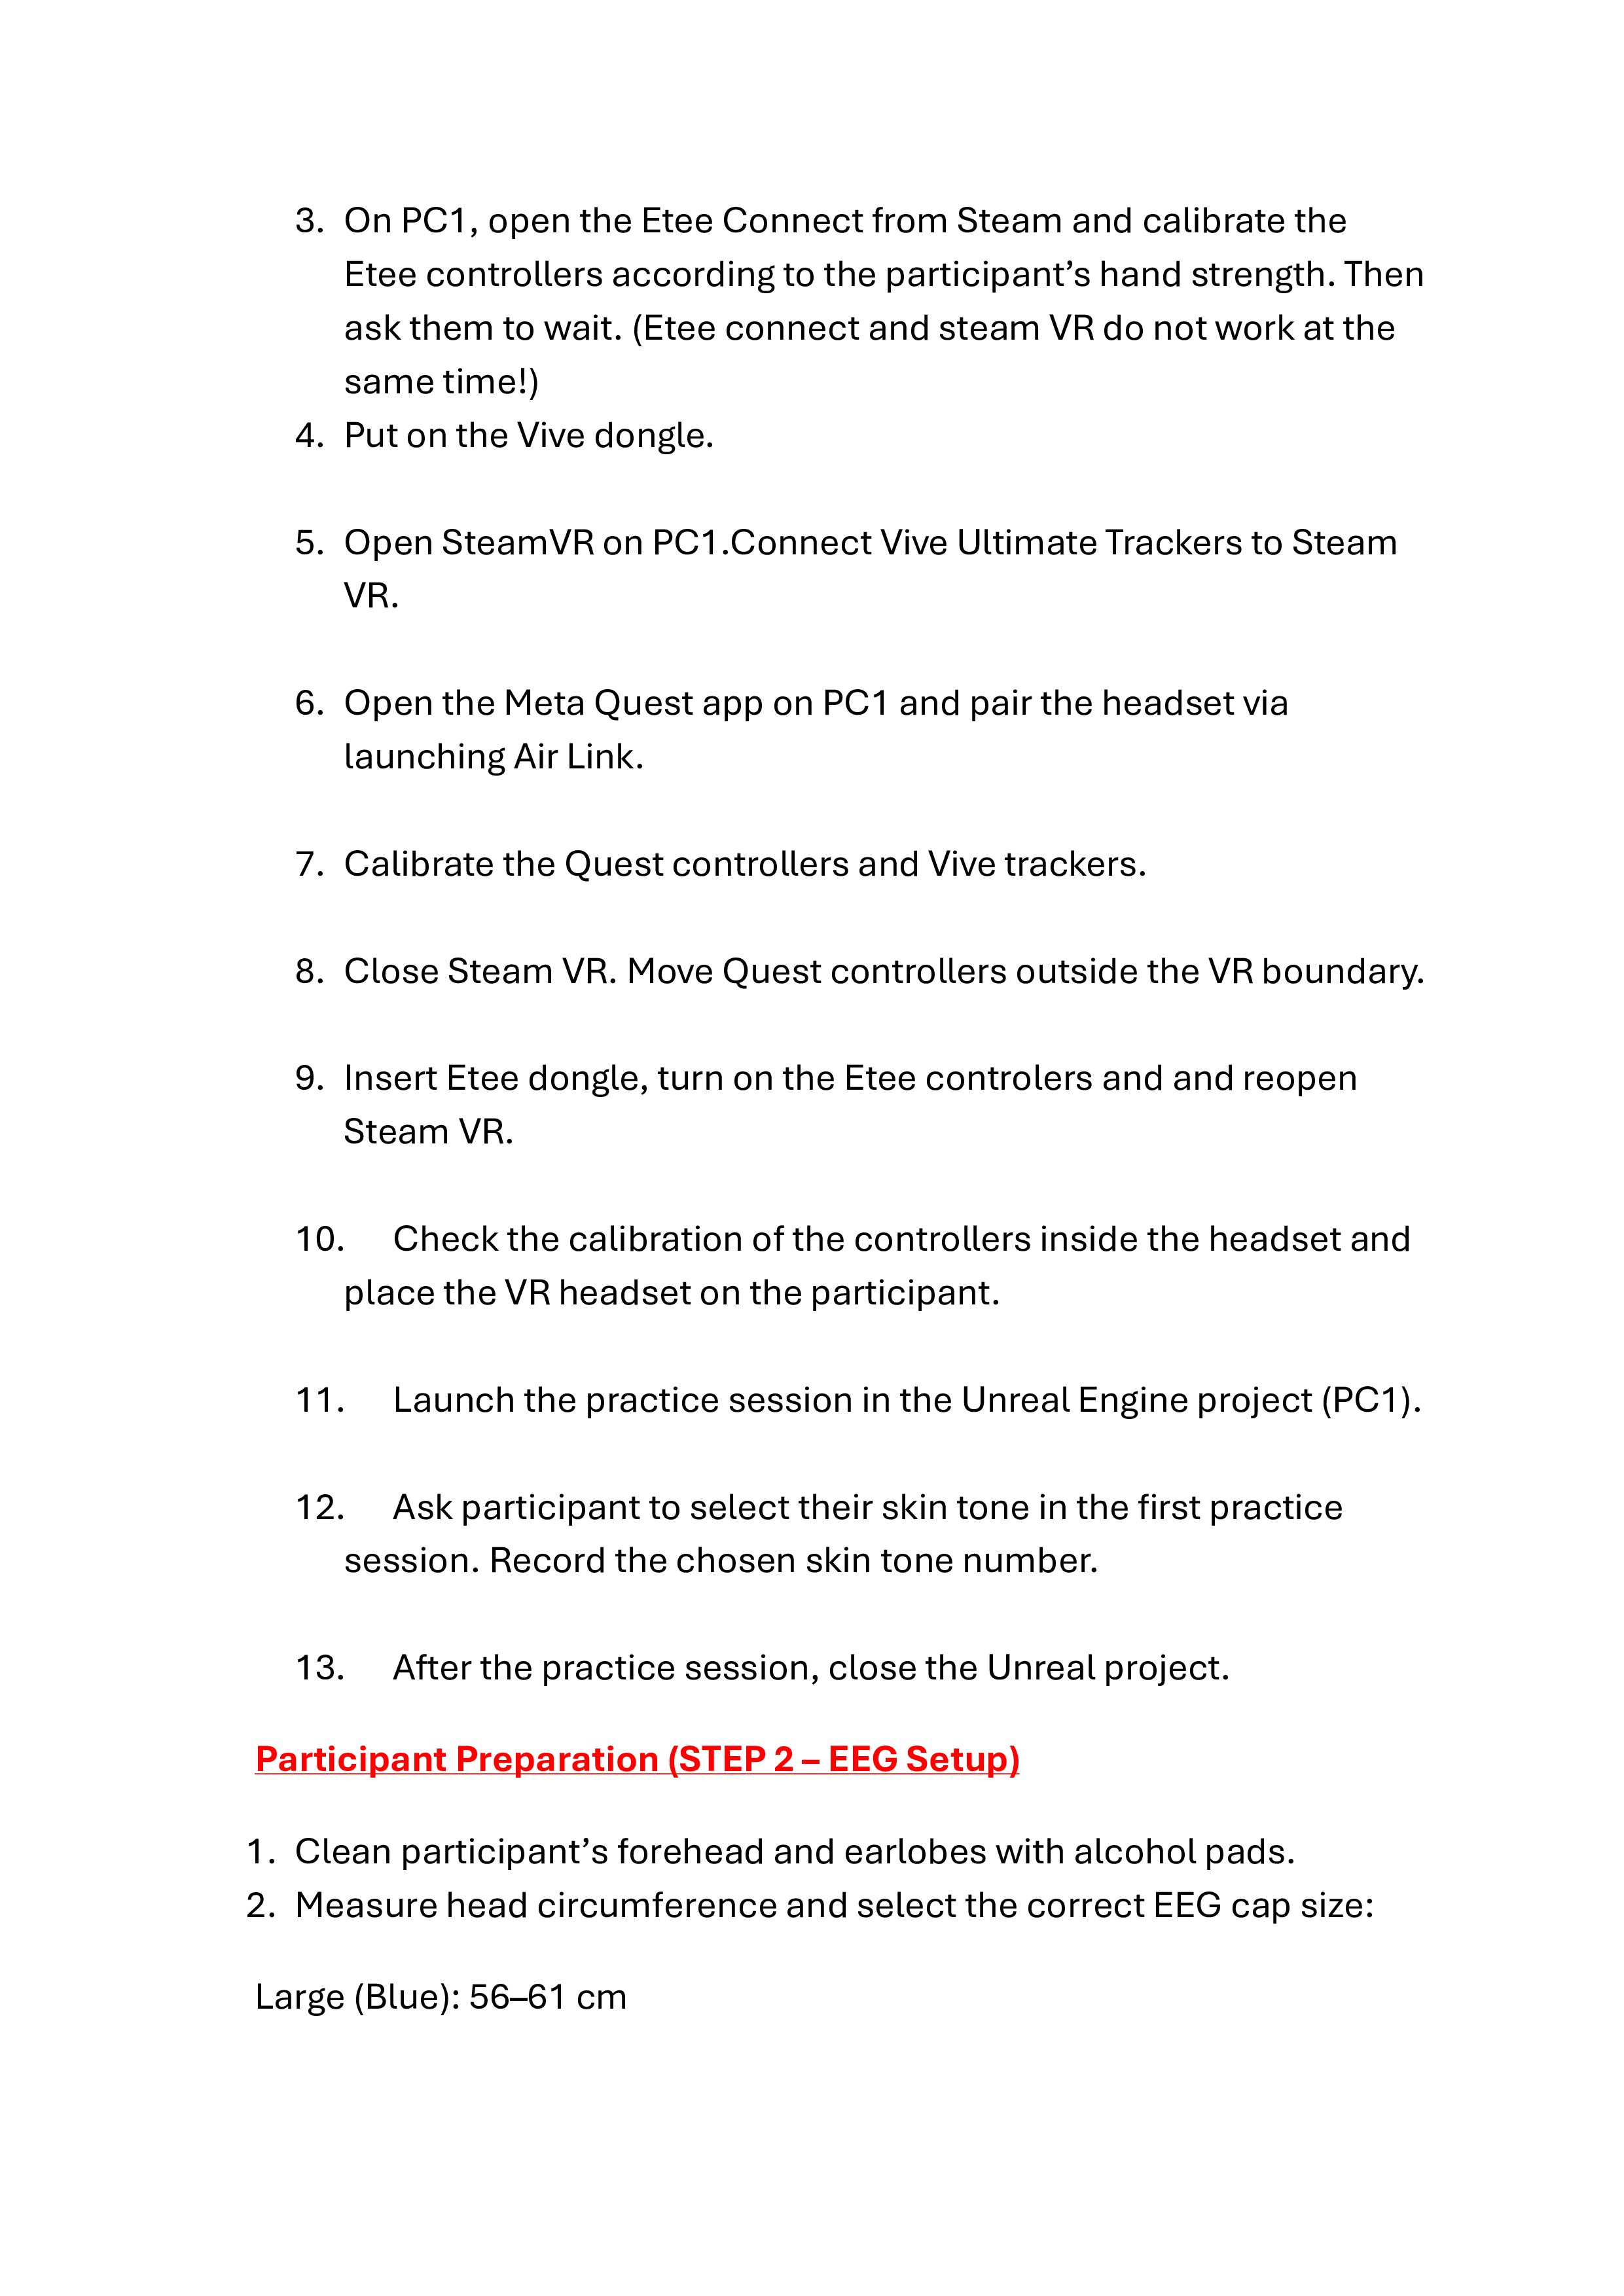 3. On PC1, open the Etee Connect from Steam and calibrate the
Etee controllers according to the participant’s hand strength. Then
ask them to wait. (Etee connect and steam VR do not work at the
same time!)
4. Put on the Vive dongle.
5. Open SteamVR on PC1.Connect Vive Ultimate Trackers to Steam
VR.
6. Open the Meta Quest app on PC1 and pair the headset via
launching Air Link.
7. Calibrate the Quest controllers and Vive trackers.
8. Close Steam VR. Move Quest controllers outside the VR boundary.
9. Insert Etee dongle, turn on the Etee controlers and and reopen
Steam VR.
10. Check the calibration of the controllers inside the headset and
place the VR headset on the participant.
11. Launch the practice session in the Unreal Engine project (PC1).
12. Ask participant to select their skin tone in the first practice
session. Record the chosen skin tone number.
13. After the practice session, close the Unreal project.
Participant Preparation (STEP 2 – EEG Setup)
1. Clean participant’s forehead and earlobes with alcohol pads.
2. Measure head circumference and select the correct EEG cap size:
Large (Blue): 56–61 cm